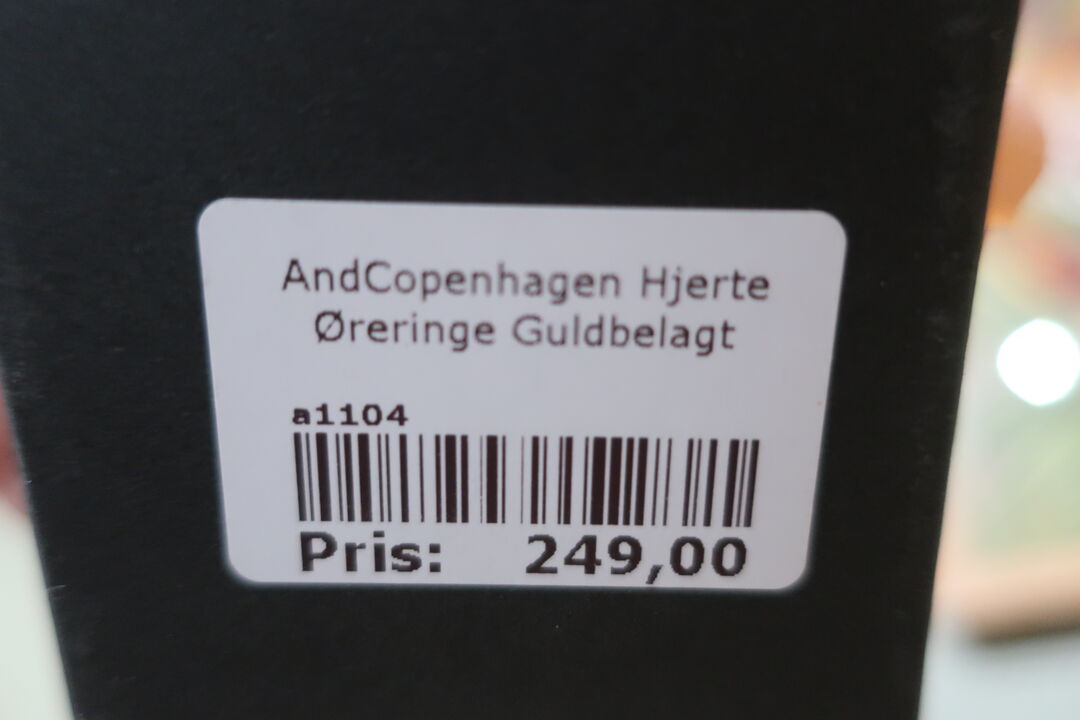 AndCopenhagen Hjerte
Øreringe Guldbelagt
a1104
Pris: 249,00